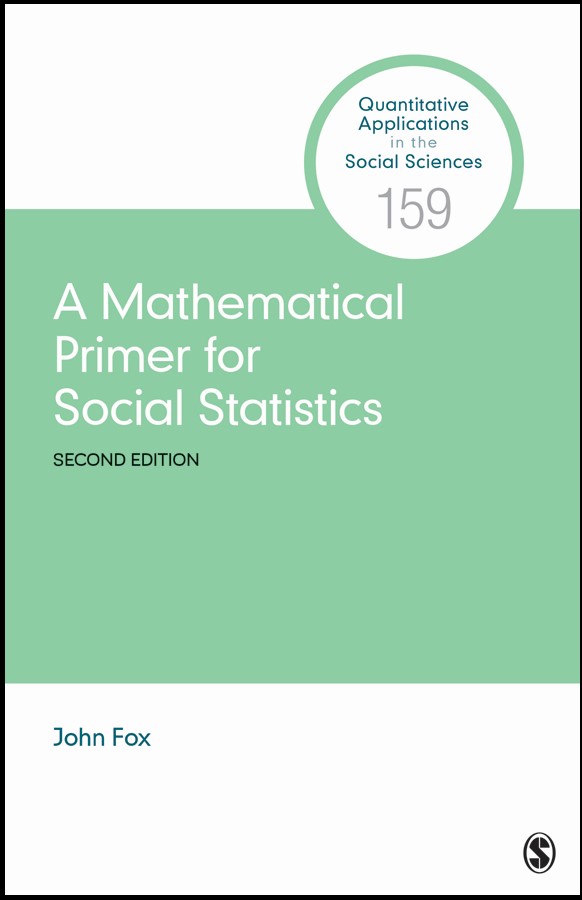 Quantitative
Applications
in the
Social Sciences
159
A Mathematical
Primer for
Social Statistics
SECOND EDITION
John Fox
S